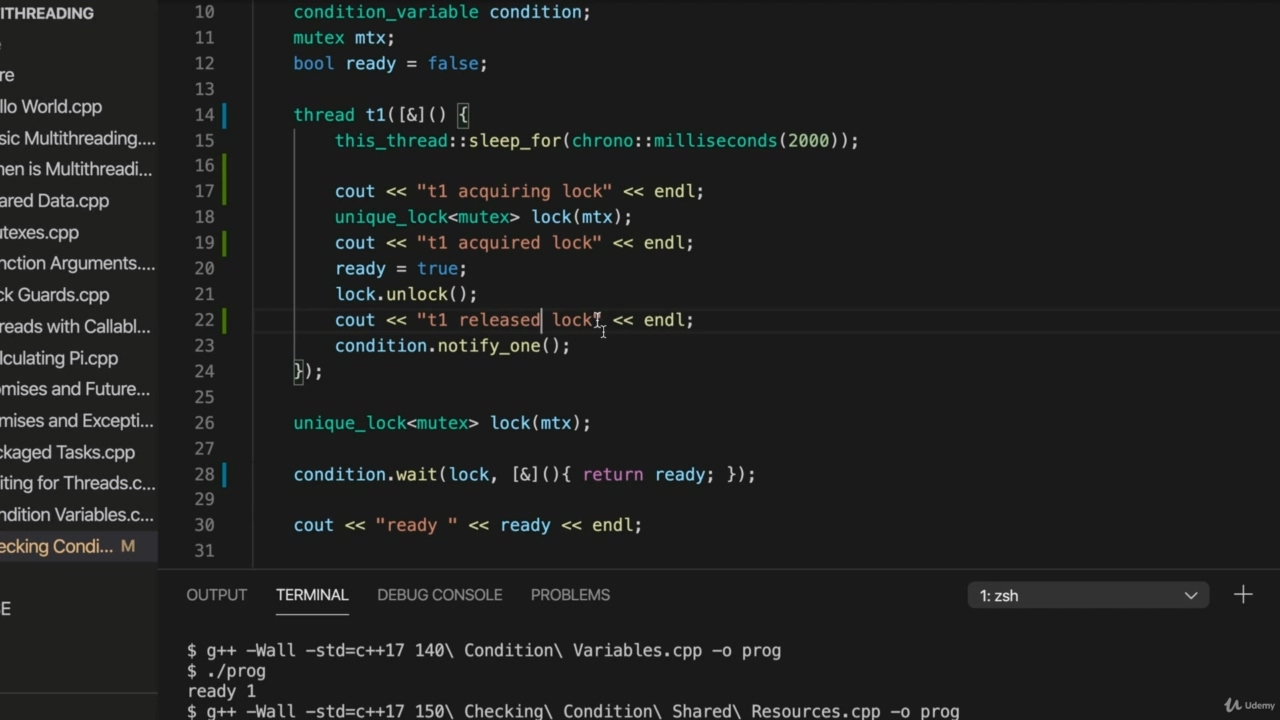 ITHREADING
re
llo World.cpp
sic Multithreading....
hen is Multithreadi...
ared Data.cpp
utexes.cpp
nction Arguments....
ck Guards.cpp
reads with Callabl...
lculating Pi.cpp
omises and Future...
mises and Excepti...
ckaged Tasks.cpp
iting for Threads.c...
ndition Variables.c...
ecking Condi... M
E
10 condition_variable condition;
11 mutex mtx;
12 bool ready = false;
13
14 thread t1([&]() {
15 this_thread::sleep_for(chrono::milliseconds(2000));
16
17 cout << "t1 acquiring lock" << endl;
18 unique_lock<mutex> lock(mtx);
19 cout << "t1 acquired lock" << endl;
20 ready = true;
21 lock.unlock();
22 cout << "t1 released lock" << endl;
23 condition.notify_one();
24 });
25
26 unique_lock<mutex> lock(mtx);
27
28 condition.wait(lock, [&](){ return ready; });
29
30 cout << "ready " << ready << endl;
31
OUTPUT TERMINAL DEBUG CONSOLE PROBLEMS 1: zsh
$ g++ -Wall -std=c++17 140\ Condition\ Variables.cpp -o prog
$ ./prog
ready 1
$ g++ -Wall -std=c++17 150\ Checking\ Condition\ Shared\ Resources.cpp -o prog
Udemy